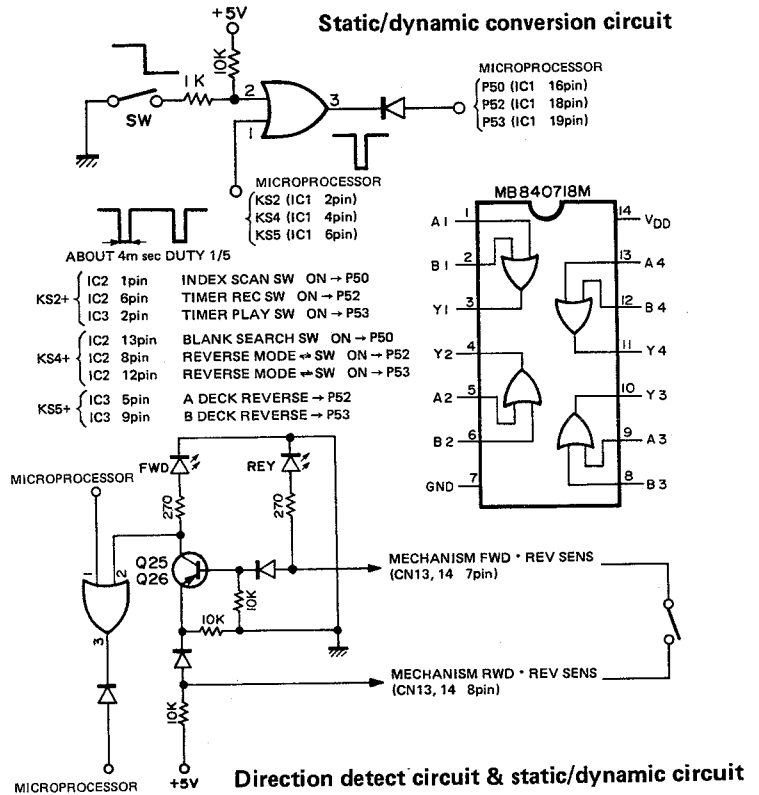 Static/dynamic conversion circuit
+5V
10K
1K
SW
2
1
3
MICROPROCESSOR
P50 (IC1 16pin)
P52 (IC1 18pin)
P53 (IC1 19pin)
MICROPROCESSOR
KS2 (IC1 2pin)
KS4 (IC1 4pin)
KS5 (IC1 6pin)
ABOUT 4m sec DUTY 1/5
KS2+
IC2 1pin INDEX SCAN SW ON → P50
IC2 6pin TIMER REC SW ON → P52
IC3 2pin TIMER PLAY SW ON → P53
KS4+
IC2 13pin BLANK SEARCH SW ON → P50
IC2 8pin REVERSE MODE ⇌ SW ON → P52
IC2 12pin REVERSE MODE ⇌ SW ON → P53
KS5+
IC3 5pin A DECK REVERSE → P52
IC3 9pin B DECK REVERSE → P53
MB840718M
A1 1
B1 2
Y1 3
Y2 4
A2 5
B2 6
GND 7
14 VDD
13 A4
12 B4
11 Y4
10 Y3
9 A3
8 B3
MICROPROCESSOR
FWD
REY
270
270
1
2
3
Q25
Q26
10K
10K
10K
+5V
MECHANISM FWD • REV SENS
(CN13, 14 7pin)
MECHANISM RWD • REV SENS
(CN13, 14 8pin)
MICROPROCESSOR
Direction detect circuit & static/dynamic circuit